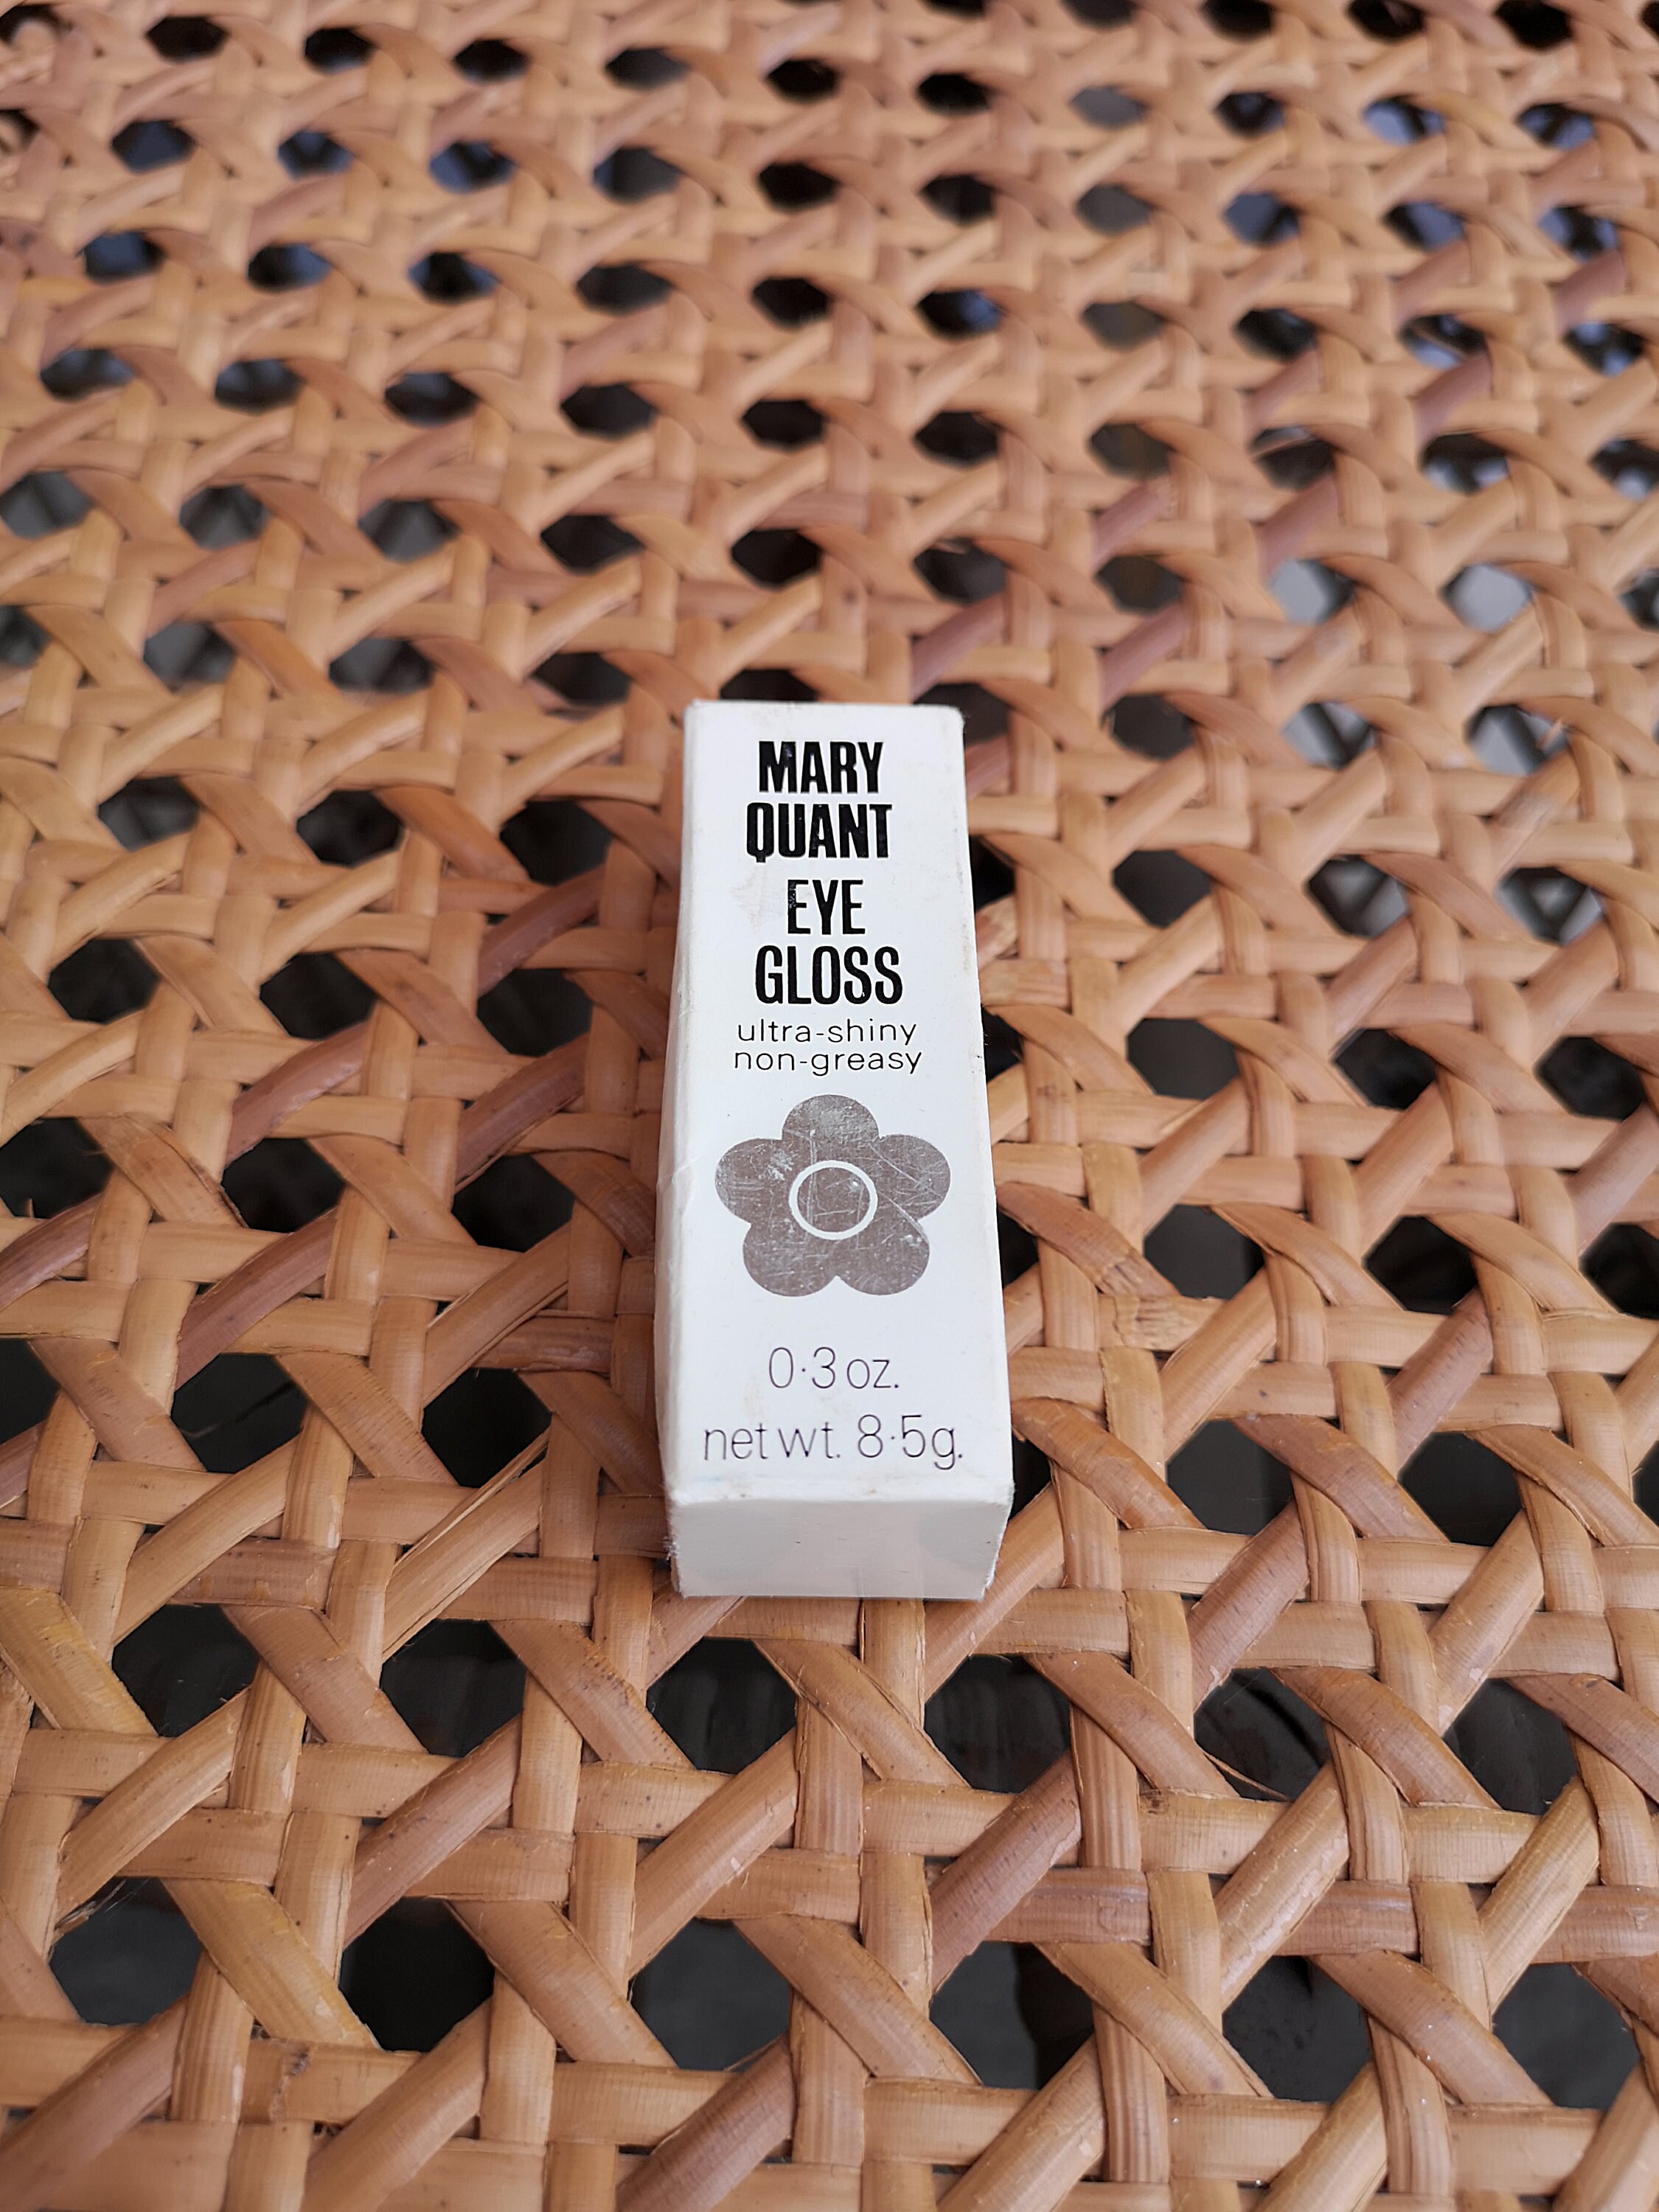 MARY
QUANT
EYE
GLOSS
ultra-shiny
non-greasy
0·3 oz.
net wt. 8·5g.